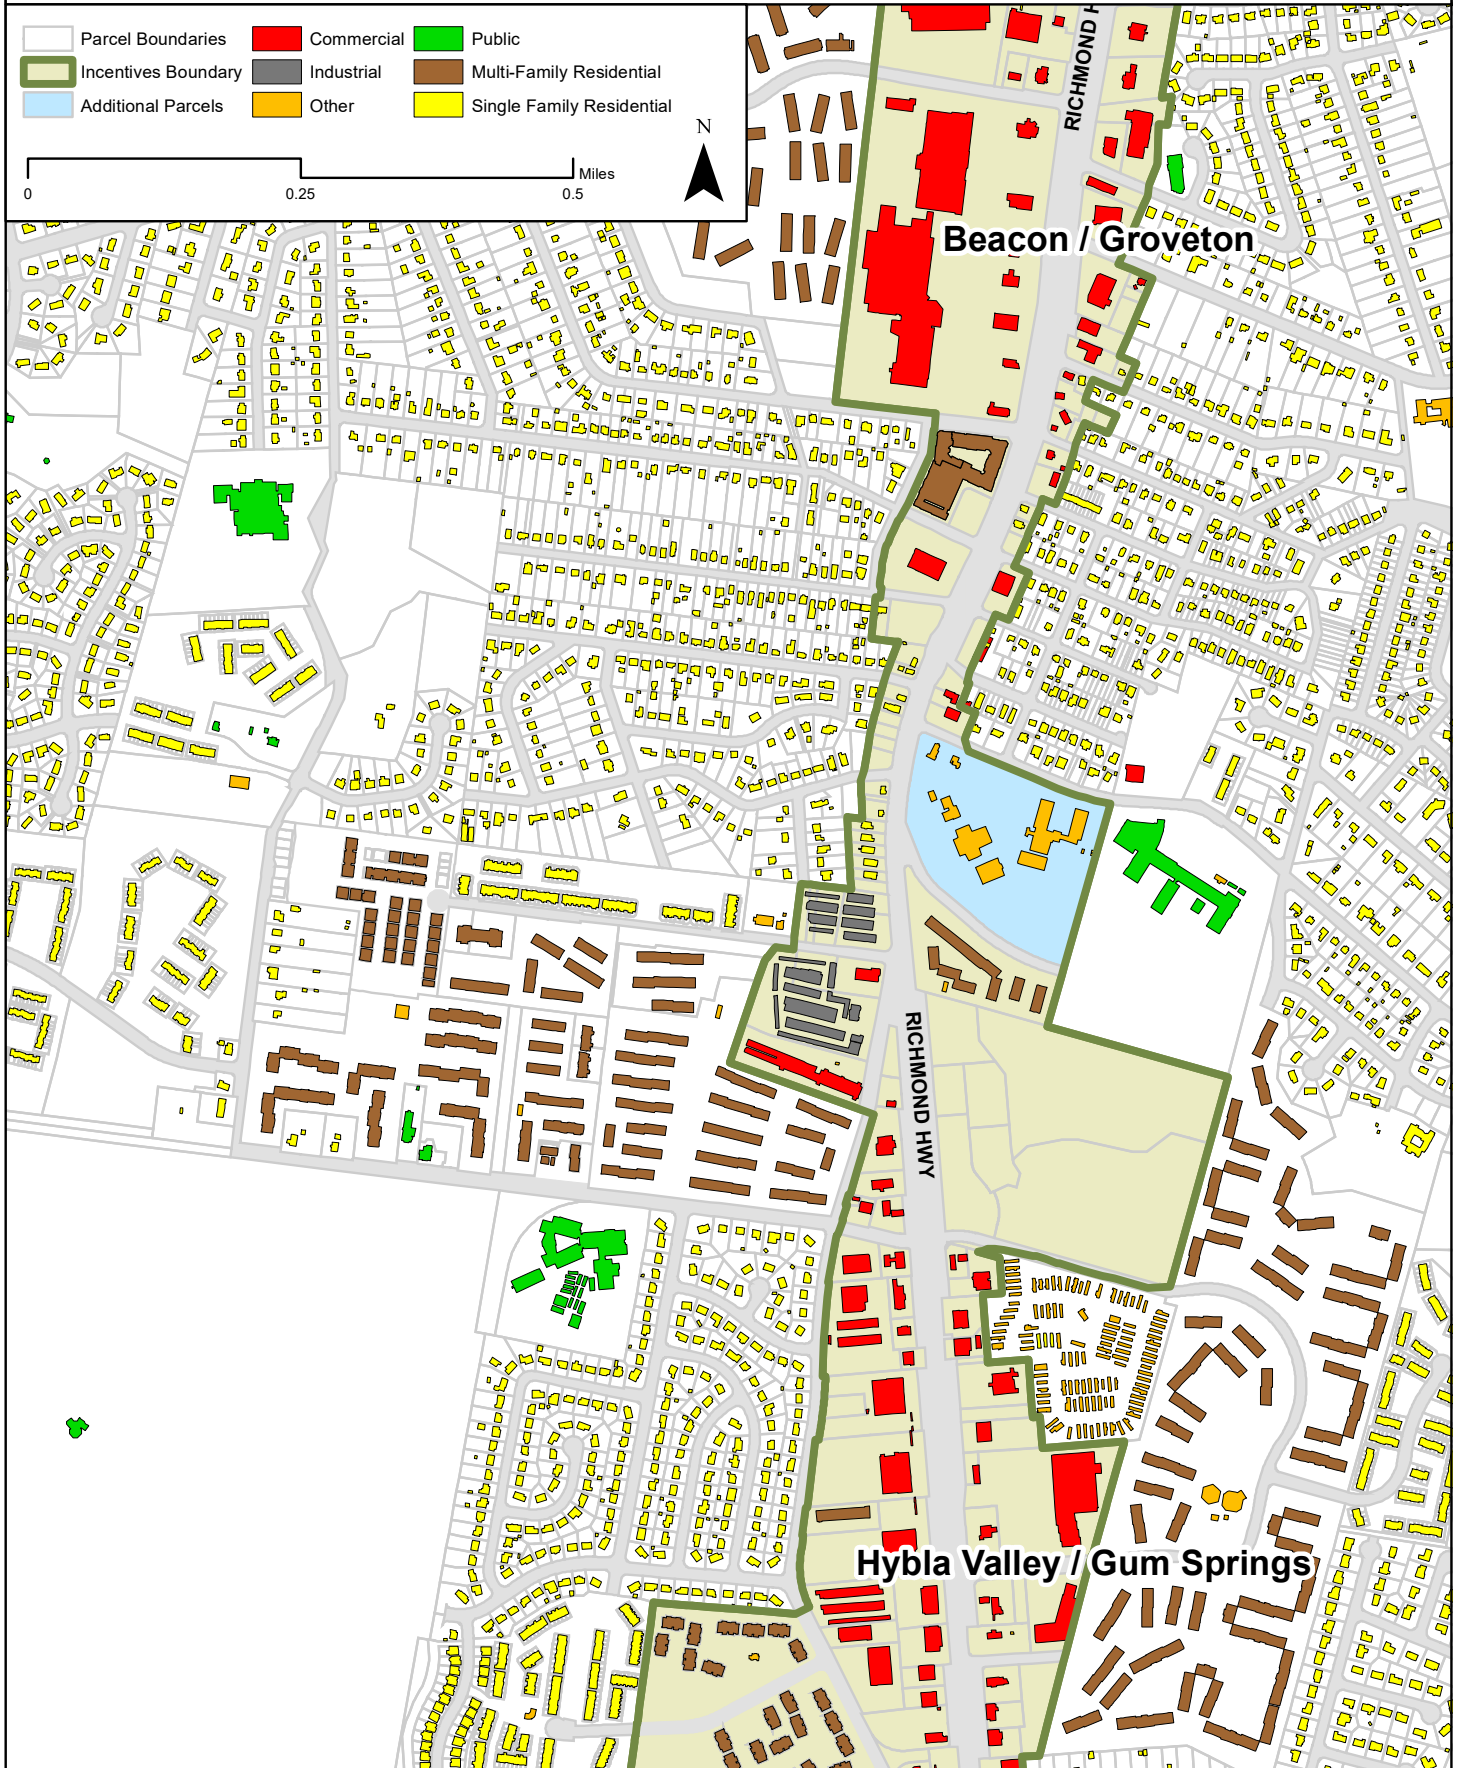 Parcel Boundaries
Commercial
Public
Incentives Boundary
Industrial
Multi-Family Residential
Additional Parcels
Other
Single Family Residential
N
Miles
0
0.25
0.5
RICHMOND H
Beacon / Groveton
RICHMOND HWY
Hybla Valley / Gum Springs